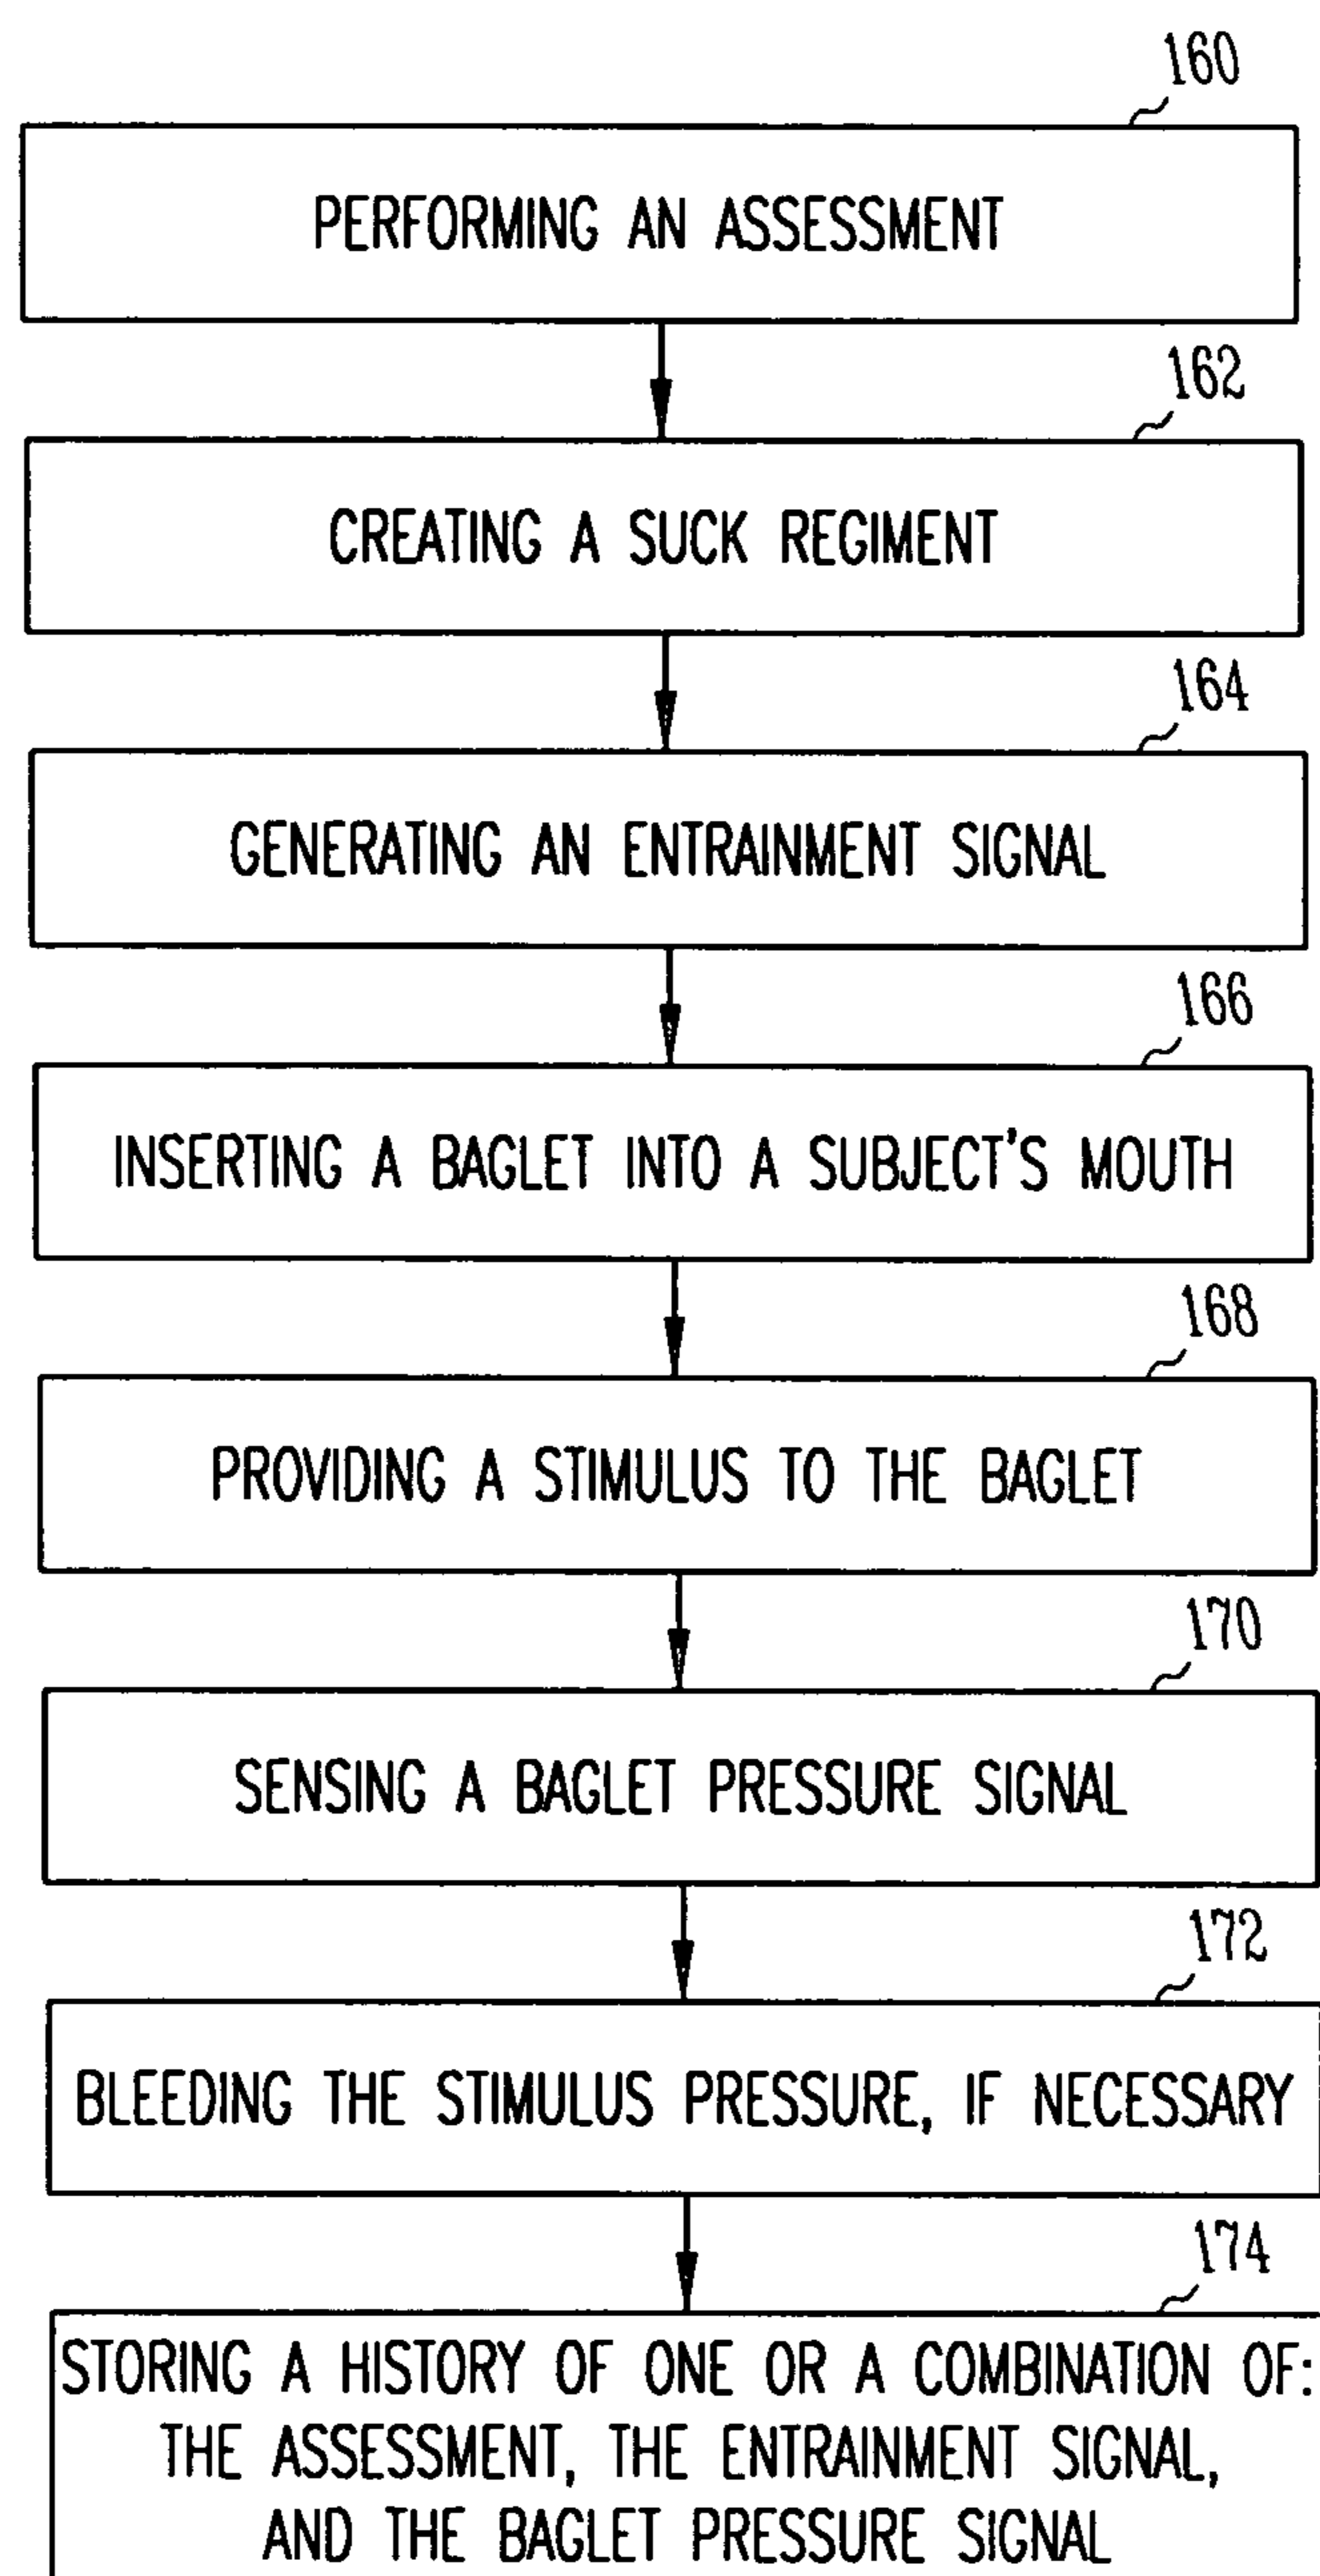 160
PERFORMING AN ASSESSMENT
162
CREATING A SUCK REGIMENT
164
GENERATING AN ENTRAINMENT SIGNAL
166
INSERTING A BAGLET INTO A SUBJECT'S MOUTH
168
PROVIDING A STIMULUS TO THE BAGLET
170
SENSING A BAGLET PRESSURE SIGNAL
172
BLEEDING THE STIMULUS PRESSURE, IF NECESSARY
174
STORING A HISTORY OF ONE OR A COMBINATION OF:
THE ASSESSMENT, THE ENTRAINMENT SIGNAL,
AND THE BAGLET PRESSURE SIGNAL